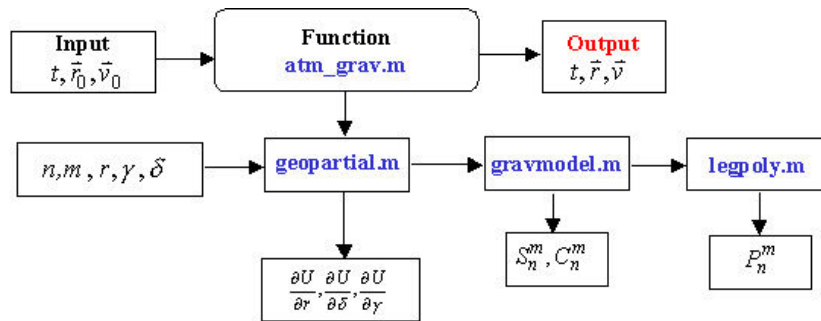 Input
t, r⃗₀, v⃗₀
Function
atm_grav.m
Output
t, r⃗, v⃗
n,m , r, γ, δ
geopartial.m
gravmodel.m
legpoly.m
∂U/∂r, ∂U/∂δ, ∂U/∂γ
Sₙᵐ, Cₙᵐ
Pₙᵐ